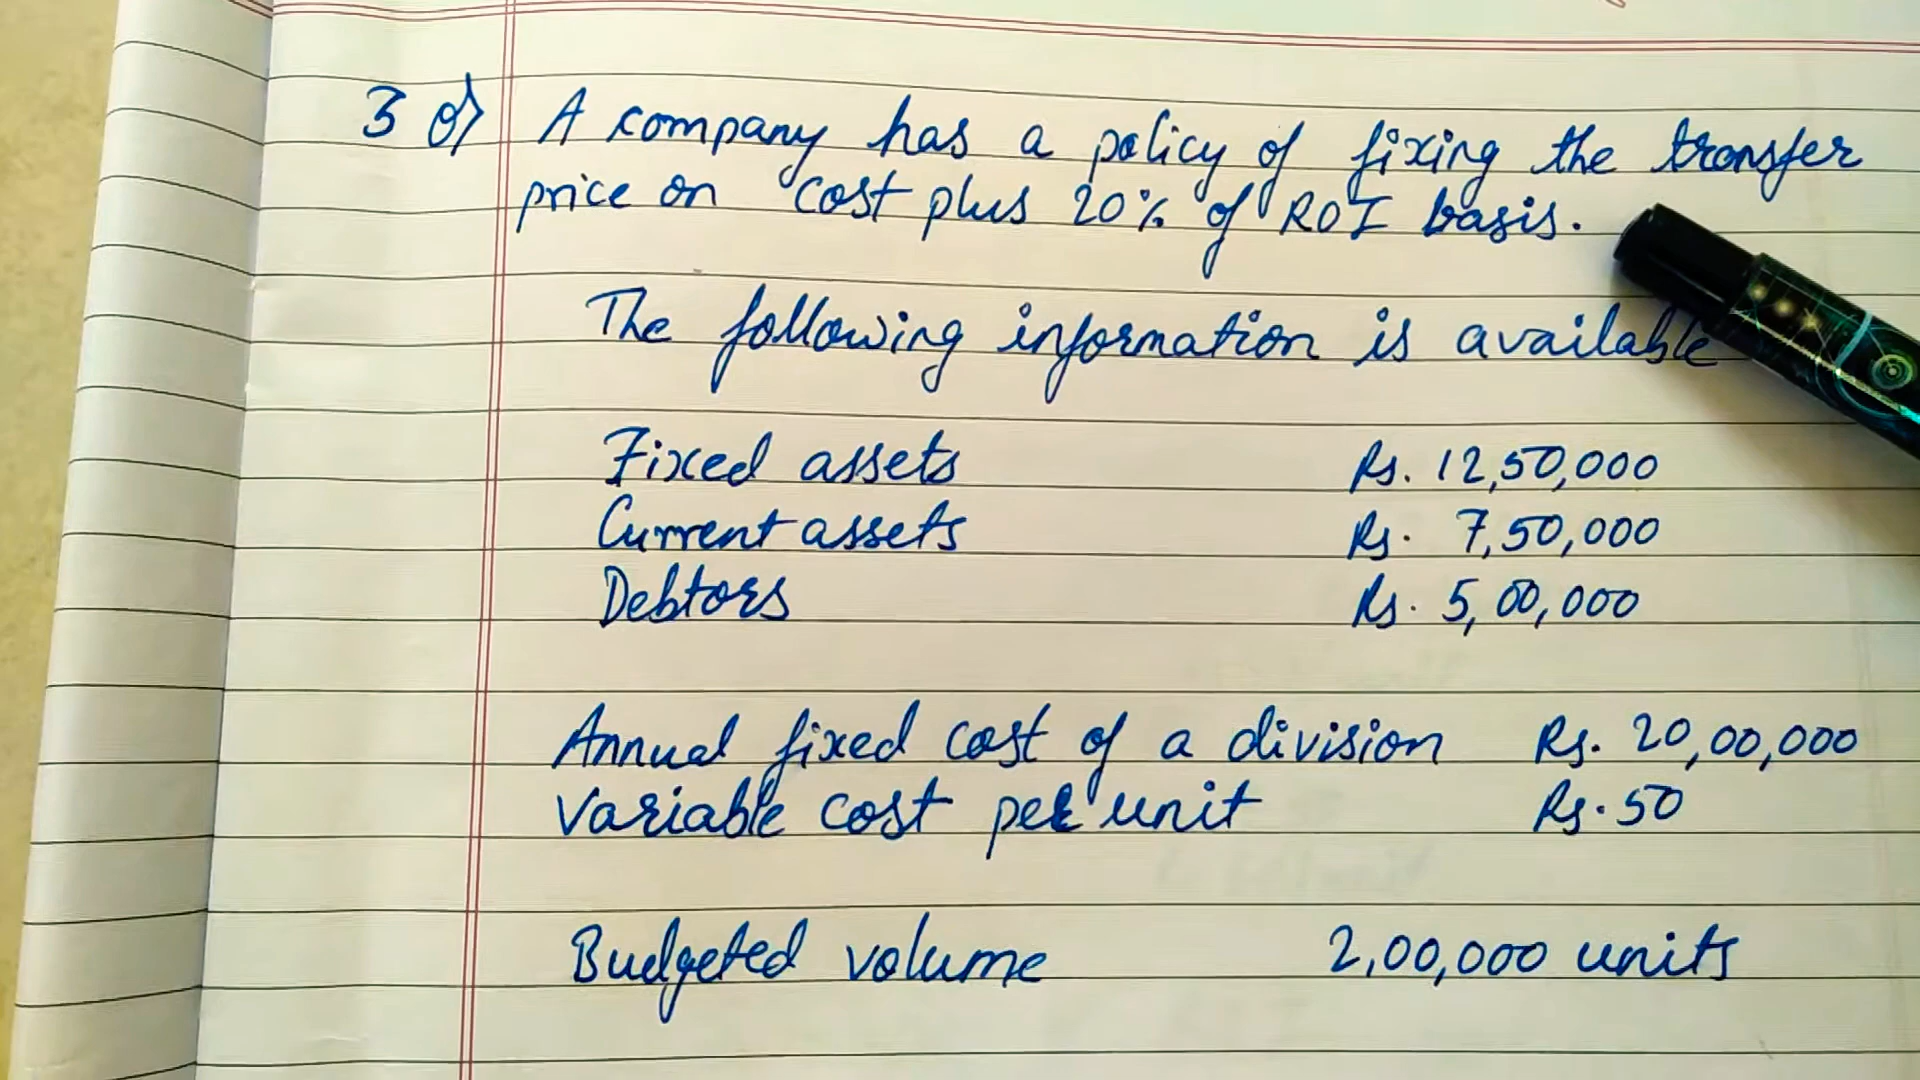 3 a) A company has a policy of fixing the transfer
price on cost plus 20% of ROI basis.
The following information is available
Fixed assets Rs. 12,50,000
Current assets Rs. 7,50,000
Debtors Rs. 5,00,000
Annual fixed cost of a division Rs. 20,00,000
Variable cost per unit Rs. 50
Budgeted volume 2,00,000 units